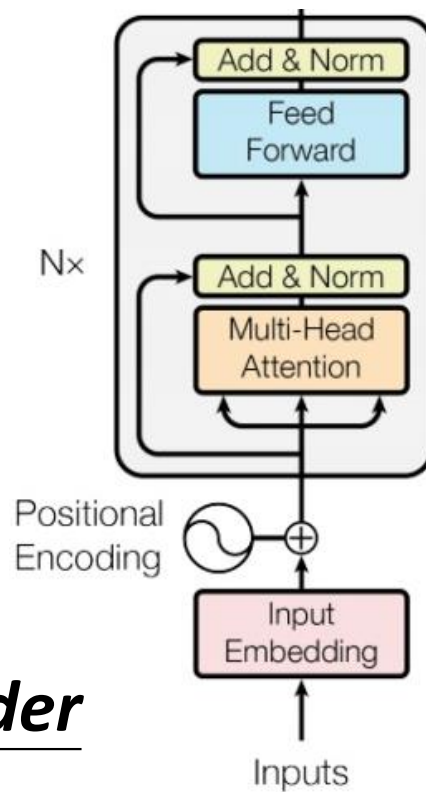 Add & Norm
Feed
Forward
N×
Add & Norm
Multi-Head
Attention
Positional
Encoding
Input
Embedding
der
Inputs